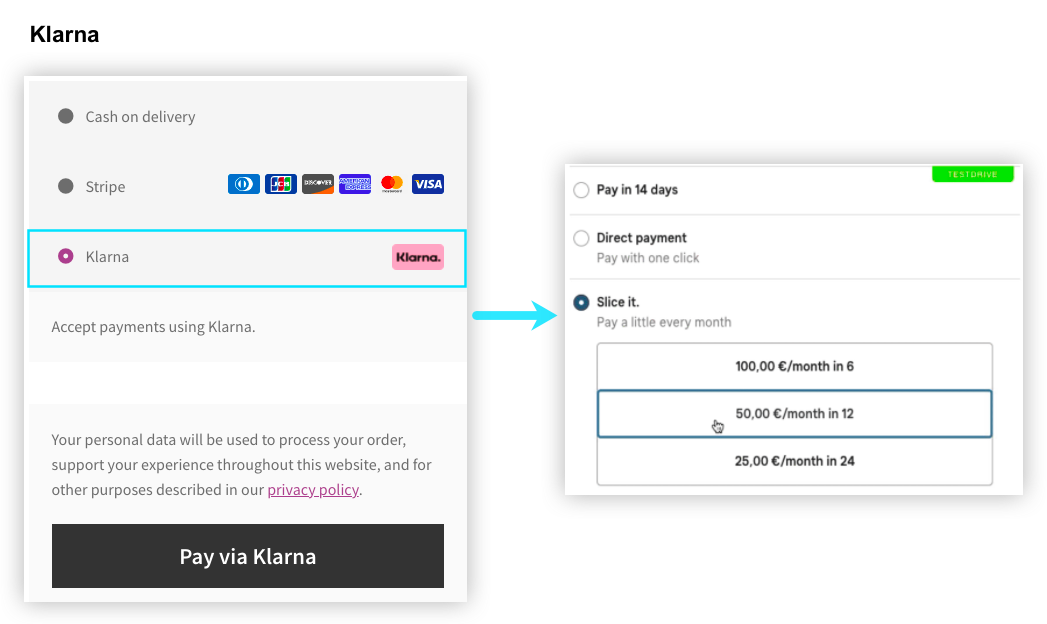 Klarna
Cash on delivery
Stripe
DISCOVER
AMERICAN EXPRESS
mastercard
VISA
Klarna
Klarna.
Accept payments using Klarna.
Your personal data will be used to process your order,
support your experience throughout this website, and for
other purposes described in our privacy policy.
Pay via Klarna
TESTDRIVE
Pay in 14 days
Direct payment
Pay with one click
Slice it.
Pay a little every month
100,00 €/month in 6
50,00 €/month in 12
25,00 €/month in 24